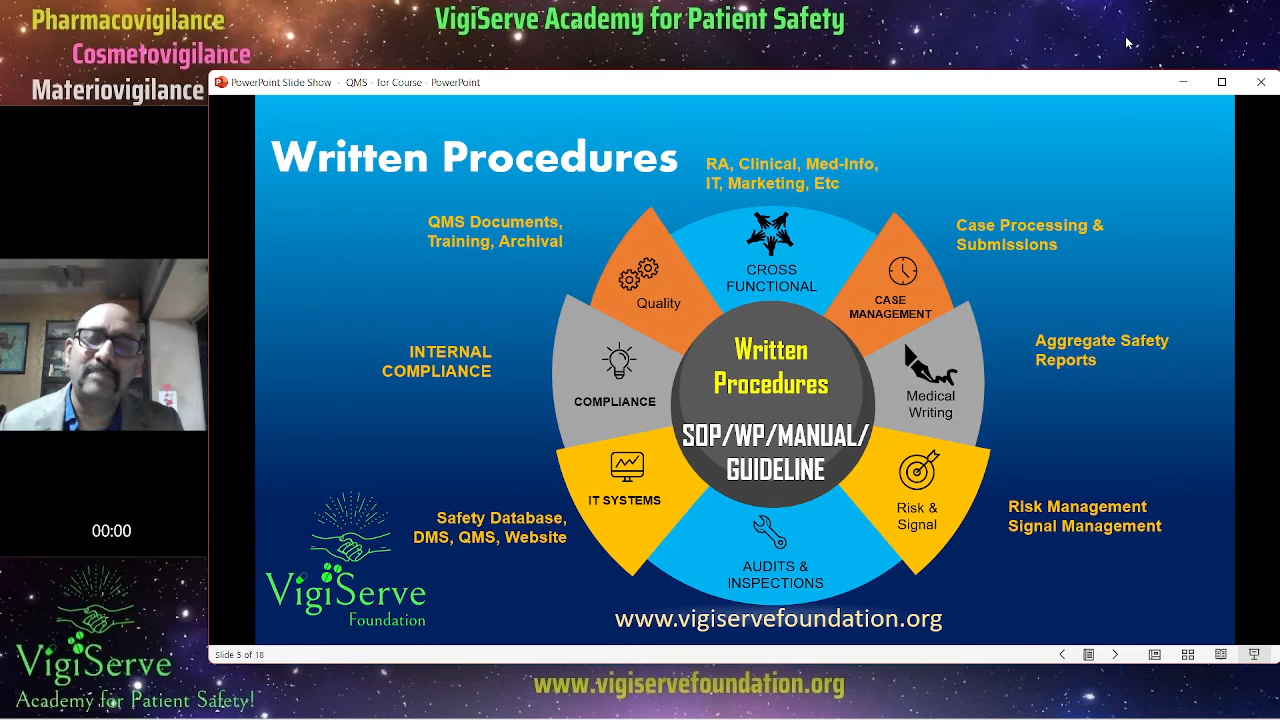 Pharmacovigilance
Cosmetovigilance
Materiovigilance
VigiServe Academy for Patient Safety
PowerPoint Slide Show - QMS - for Course - PowerPoint
Written Procedures
RA, Clinical, Med-Info,
IT, Marketing, Etc
QMS Documents,
Training, Archival
Case Processing &
Submissions
CROSS
FUNCTIONAL
Quality
CASE
MANAGEMENT
INTERNAL
COMPLIANCE
Aggregate Safety
Reports
COMPLIANCE
Medical
Writing
Written
Procedures
SOP/WP/MANUAL/
GUIDELINE
IT SYSTEMS
Risk &
Signal
Safety Database,
DMS, QMS, Website
Risk Management
Signal Management
AUDITS &
INSPECTIONS
VigiServe
Foundation
www.vigiservefoundation.org
00:00
Slide 5 of 18
VigiServe
Academy for Patient Safety!
www.vigiservefoundation.org